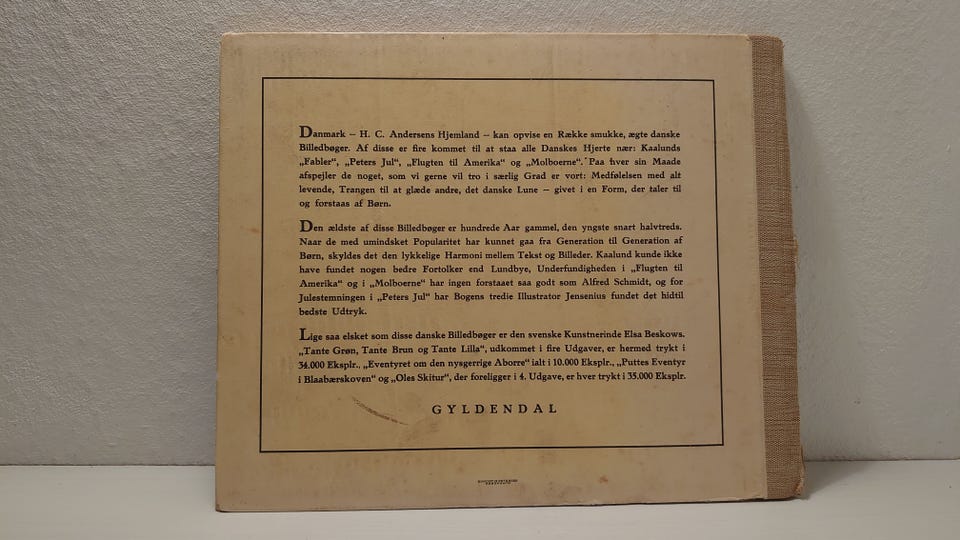 Danmark – H. C. Andersens Hjemland – kan opvise en Række smukke, ægte danske
Billedbøger. Af disse er fire kommet til at staa alle Danskes Hjerte nær: Kaalunds
„Fabler“, „Peters Jul“, „Flugten til Amerika“ og „Molboerne“. Paa hver sin Maade
afspejler de noget, som vi gerne vil tro i særlig Grad er vort: Medfølelsen med alt
levende, Trangen til at glæde andre, det danske Lune – givet i en Form, der taler til
og forstaas af Børn.
Den ældste af disse Billedbøger er hundrede Aar gammel, den yngste snart halvtreds.
Naar de med umindsket Popularitet har kunnet gaa fra Generation til Generation af
Børn, skyldes det den lykkelige Harmoni mellem Tekst og Billeder. Kaalund kunde ikke
have fundet nogen bedre Fortolker end Lundbye, Underfundigheden i „Flugten til
Amerika“ og i „Molboerne“ har ingen forstaaet saa godt som Alfred Schmidt, og for
Julestemningen i „Peters Jul“ har Bogens tredie Illustrator Jensenius fundet det hidtil
bedste Udtryk.
Lige saa elsket som disse danske Billedbøger er den svenske Kunstnerinde Elsa Beskows.
„Tante Grøn, Tante Brun og Tante Lilla“, udkommet i fire Udgaver, er hermed trykt i
34.000 Eksplr., „Eventyret om den nysgerrige Aborre“ ialt i 10.000 Eksplr., „Puttes Eventyr
i Blaabærskoven“ og „Oles Skitur“, der foreligger i 4. Udgave, er hver trykt i 35.000 Eksplr.
GYLDENDAL